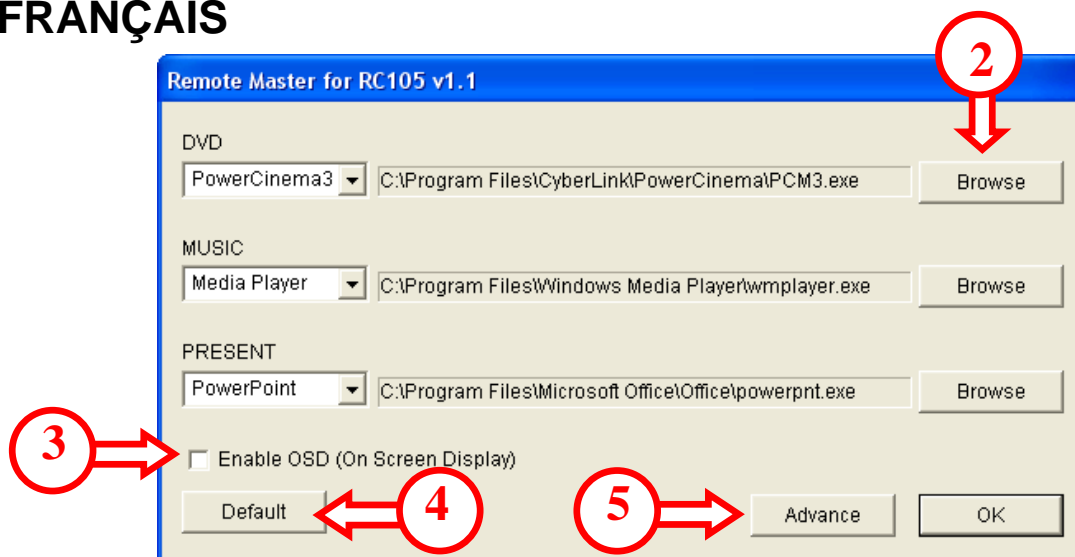 FRANÇAIS
2
Remote Master for RC105 v1.1
DVD
PowerCinema3 C:\Program Files\CyberLink\PowerCinema\PCM3.exe Browse
MUSIC
Media Player C:\Program Files\Windows Media Player\wmplayer.exe Browse
PRESENT
PowerPoint C:\Program Files\Microsoft Office\Office\powerpnt.exe Browse
3 Enable OSD (On Screen Display)
Default 4 5 Advance OK